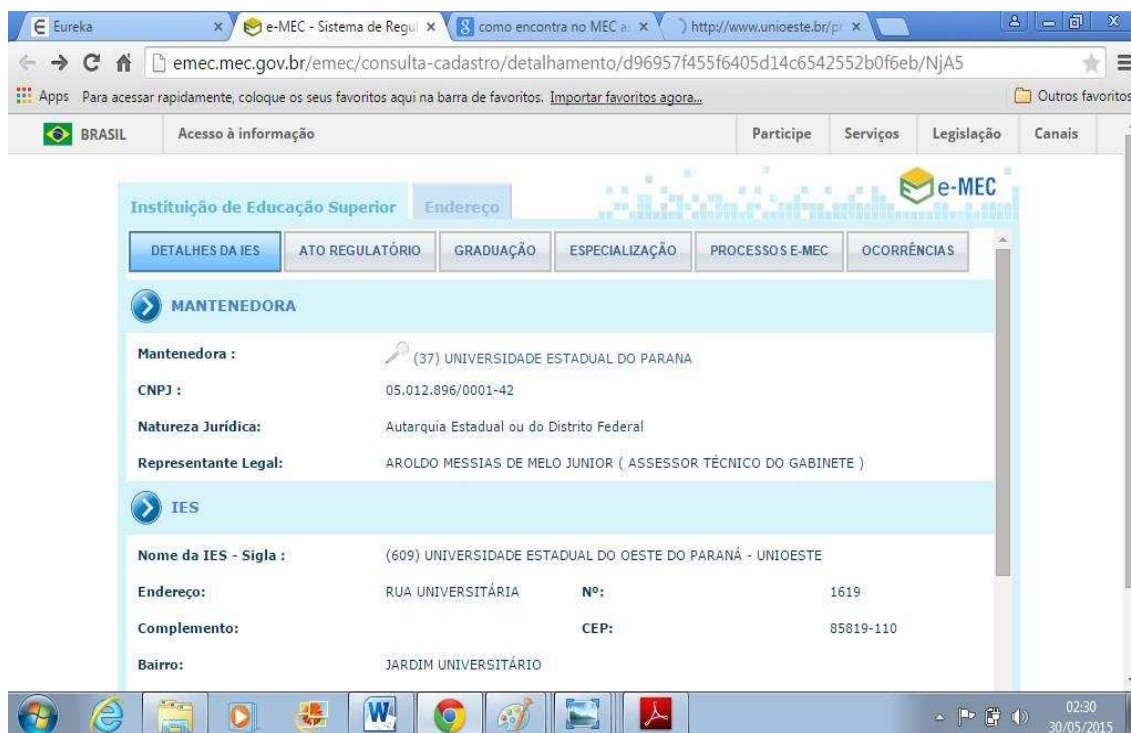 Eureka
e-MEC - Sistema de Regul
como encontra no MEC a
http://www.unioeste.br/pr
emec.mec.gov.br/emec/consulta-cadastro/detalhamento/d96957f455f6405d14c6542552b0f6eb/NjA5
Apps Para acessar rapidamente, coloque os seus favoritos aqui na barra de favoritos. Importar favoritos agora... Outros favoritos
BRASIL Acesso à informação Participe Serviços Legislação Canais
e-MEC
Instituição de Educação Superior Endereço
DETALHES DA IES ATO REGULATÓRIO GRADUAÇÃO ESPECIALIZAÇÃO PROCESSOS E-MEC OCORRÊNCIAS
MANTENEDORA
Mantenedora : (37) UNIVERSIDADE ESTADUAL DO PARANA
CNPJ : 05.012.896/0001-42
Natureza Jurídica: Autarquia Estadual ou do Distrito Federal
Representante Legal: AROLDO MESSIAS DE MELO JUNIOR ( ASSESSOR TÉCNICO DO GABINETE )
IES
Nome da IES - Sigla : (609) UNIVERSIDADE ESTADUAL DO OESTE DO PARANÁ - UNIOESTE
Endereço: RUA UNIVERSITÁRIA Nº: 1619
Complemento: CEP: 85819-110
Bairro: JARDIM UNIVERSITÁRIO
02:30
30/05/2015